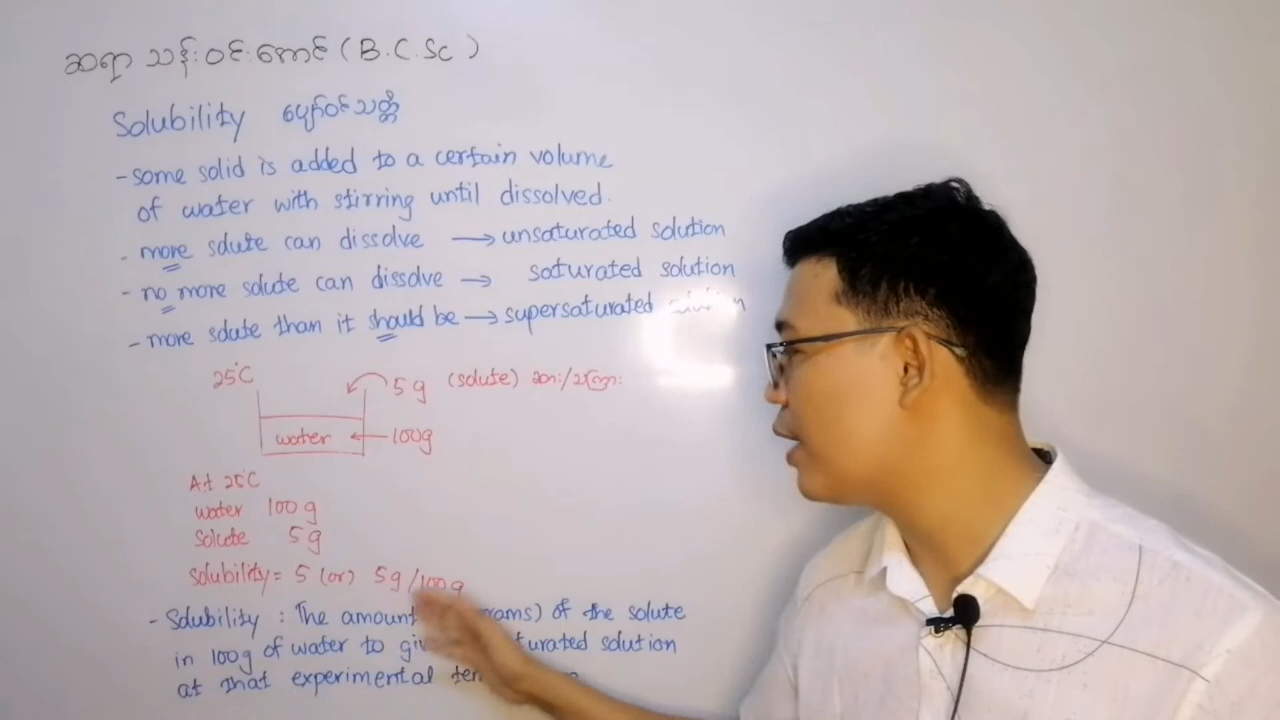 ဆရာ သန်းဝင်းအောင် (B.C.Sc)
Solubility ပျော်ဝင်သတ္တိ
- some solid is added to a certain volume
of water with stirring until dissolved.
- more solute can dissolve → unsaturated solution
- no more solute can dissolve → saturated solution
- more solute than it should be → supersaturated
25°C 5 g (solute) ဆား/သကြား
water ← 100g
At 25°C
water 100 g
Solute 5 g
Solubility = 5 (or) 5g/100g
- Solubility : The amount of the solute
in 100g of water to solution
at that experimental